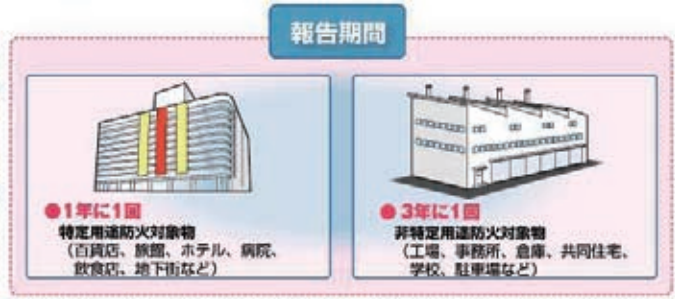 報告期間
●1年に1回
特定用途防火対象物
（百貨店、旅館、ホテル、病院、
飲食店、地下街など）
●3年に1回
非特定用途防火対象物
（工場、事務所、倉庫、共同住宅、
学校、駐車場など）